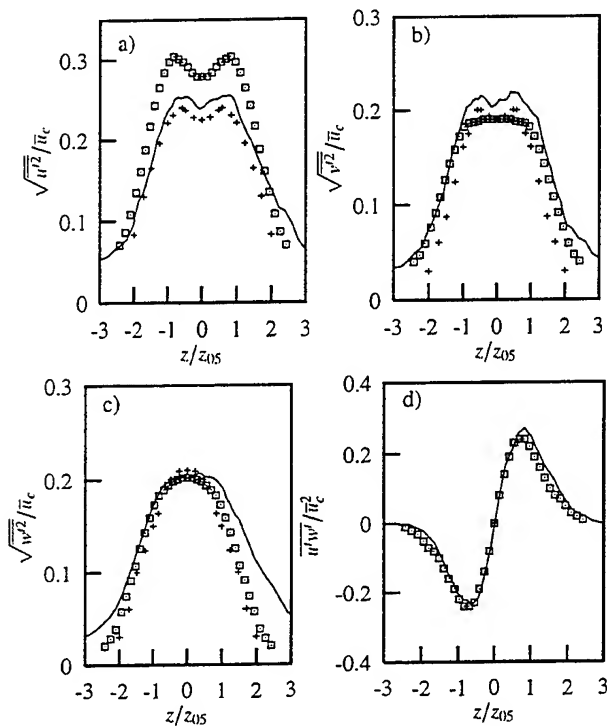 a)
0.3
0.2
0.1
0
√u'² / ū_c
-3 -2 -1 0 1 2 3
z/z₀₅
b)
0.3
0.2
0.1
0
√v'² / ū_c
-3 -2 -1 0 1 2 3
z/z₀₅
c)
0.3
0.2
0.1
0
√w'² / ū_c
-3 -2 -1 0 1 2 3
z/z₀₅
d)
0.4
0.2
0
-0.2
-0.4
u'w' / ū_c²
-3 -2 -1 0 1 2 3
z/z₀₅